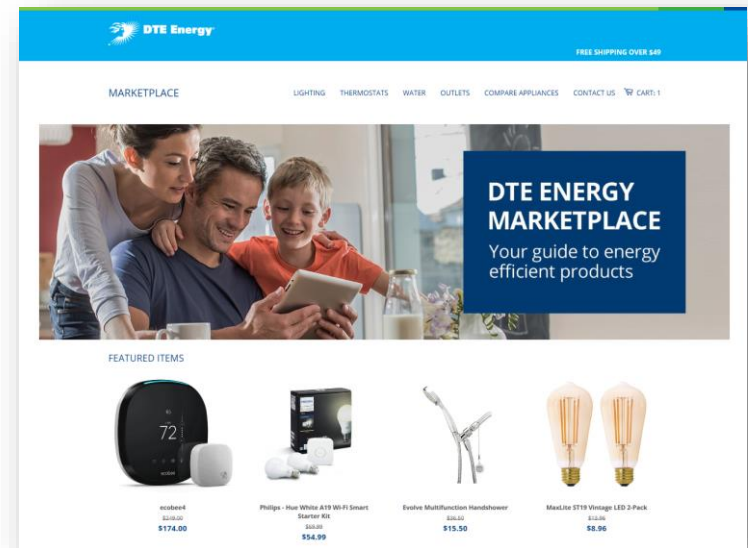 DTE Energy
FREE SHIPPING OVER $49
MARKETPLACE
LIGHTING THERMOSTATS WATER OUTLETS COMPARE APPLIANCES CONTACT US CART: 1
DTE ENERGY
MARKETPLACE
Your guide to energy
efficient products
FEATURED ITEMS
72
ecobee
ecobee4
Philips - Hue White A19 Wi-Fi Smart
Starter Kit
Evolve Multifunction Handshower
MaxLite ST19 Vintage LED 2-Pack
$174.00
$54.99
$15.50
$8.96